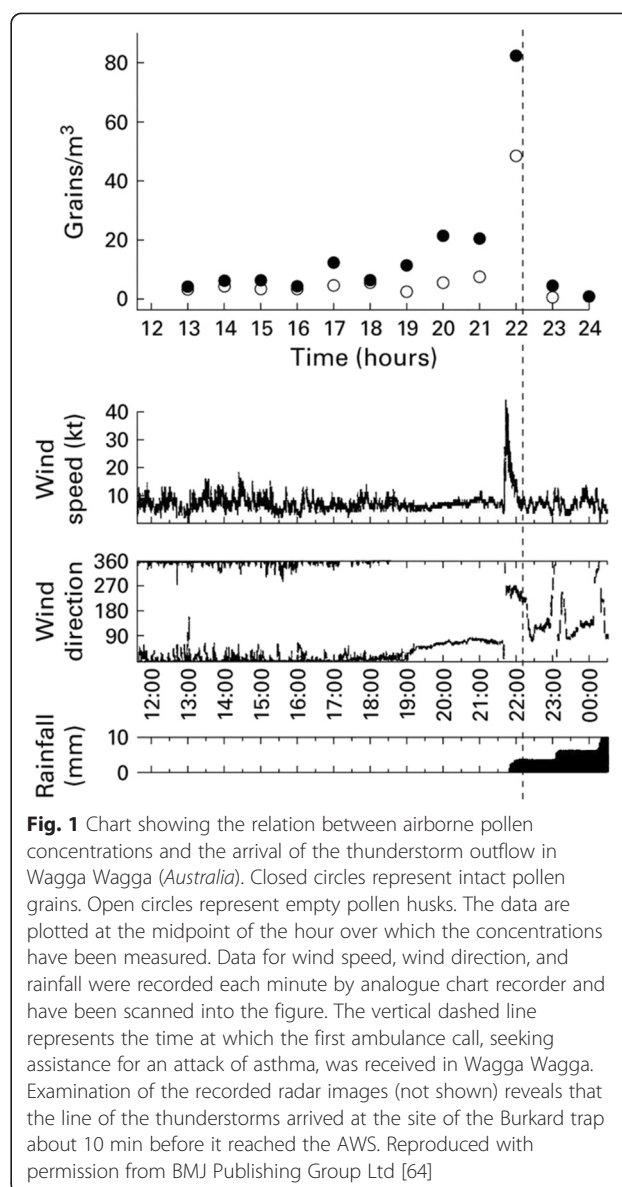 80
60
40
20
0
Grains/m³
12 13 14 15 16 17 18 19 20 21 22 23 24
Time (hours)
40
30
20
10
Wind
speed (kt)
360
270
180
90
Wind
direction
12:00 13:00 14:00 15:00 16:00 17:00 18:00 19:00 20:00 21:00 22:00 23:00 00:00
10
0
Rainfall
(mm)
Fig. 1 Chart showing the relation between airborne pollen
concentrations and the arrival of the thunderstorm outflow in
Wagga Wagga (Australia). Closed circles represent intact pollen
grains. Open circles represent empty pollen husks. The data are
plotted at the midpoint of the hour over which the concentrations
have been measured. Data for wind speed, wind direction, and
rainfall were recorded each minute by analogue chart recorder and
have been scanned into the figure. The vertical dashed line
represents the time at which the first ambulance call, seeking
assistance for an attack of asthma, was received in Wagga Wagga.
Examination of the recorded radar images (not shown) reveals that
the line of the thunderstorms arrived at the site of the Burkard trap
about 10 min before it reached the AWS. Reproduced with
permission from BMJ Publishing Group Ltd [64]